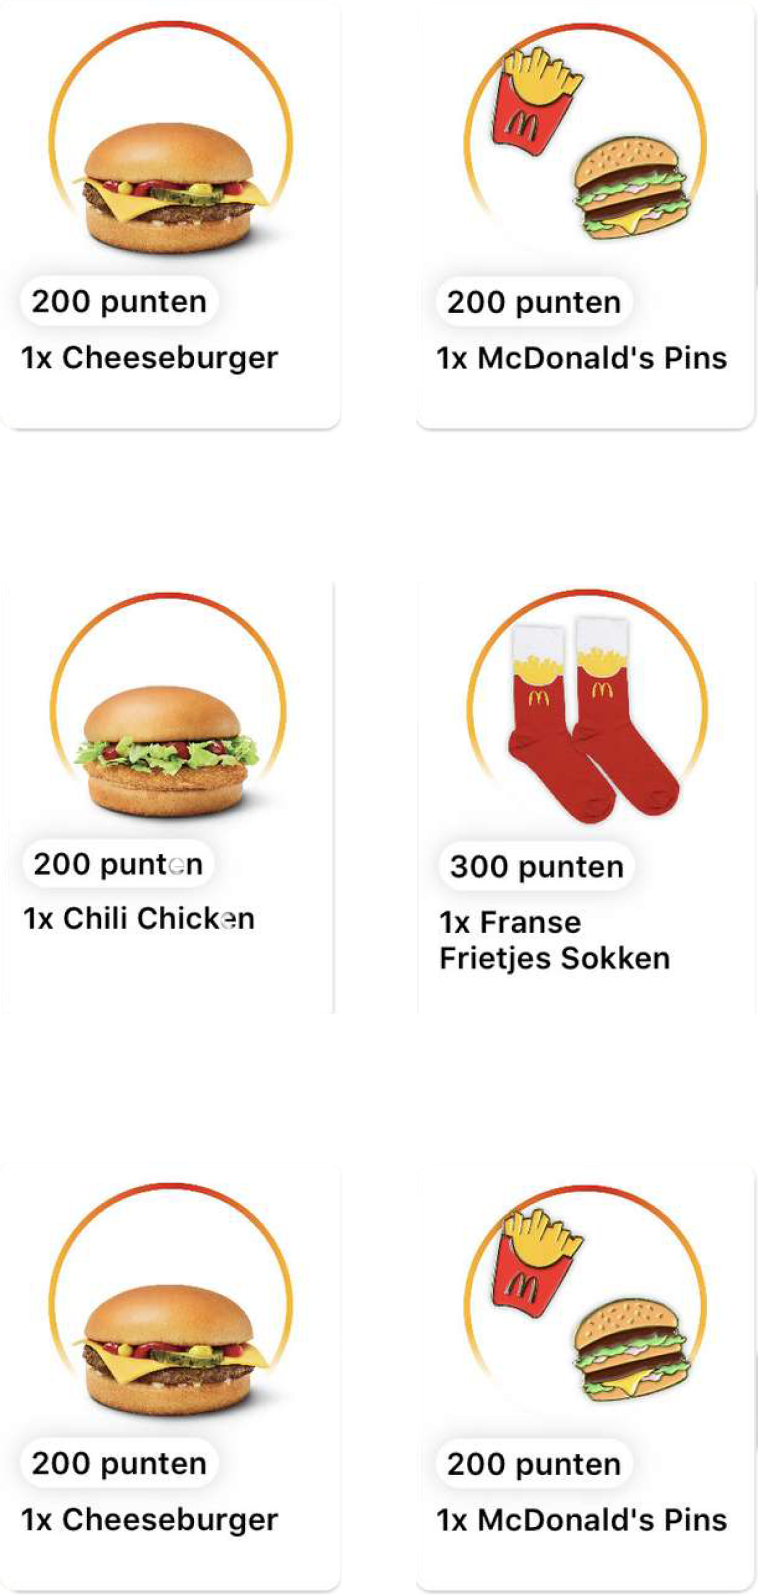 200 punten
1x Cheeseburger
200 punten
1x McDonald's Pins
200 punten
1x Chili Chicken
300 punten
1x Franse
Frietjes Sokken
200 punten
1x Cheeseburger
200 punten
1x McDonald's Pins